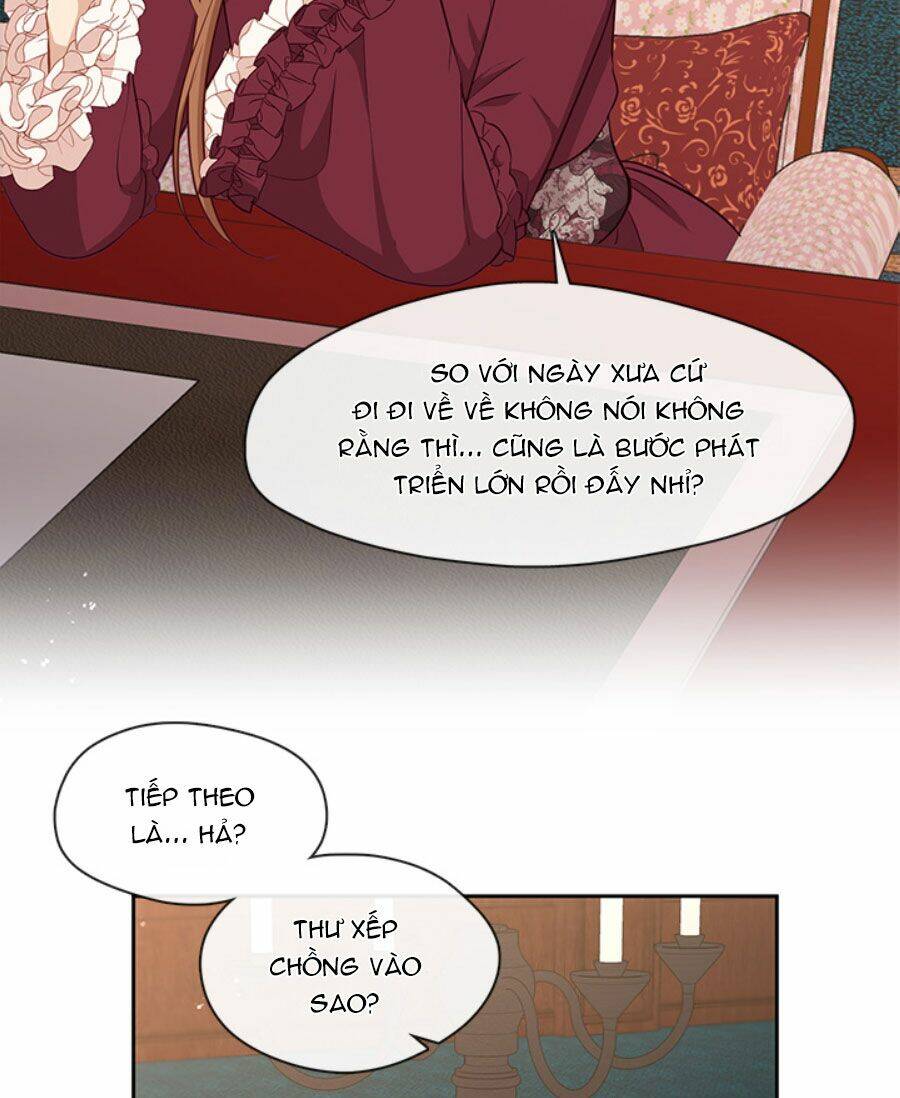 SO VỚI NGÀY XƯA CỨ
ĐI ĐI VỀ VỀ KHÔNG NÓI KHÔNG
RẰNG THÌ... CŨNG LÀ BƯỚC PHÁT
TRIỂN LỚN RỒI ĐẤY NHỈ?
TIẾP THEO
LÀ... HẢ?
THƯ XẾP
CHỒNG VÀO
SAO?